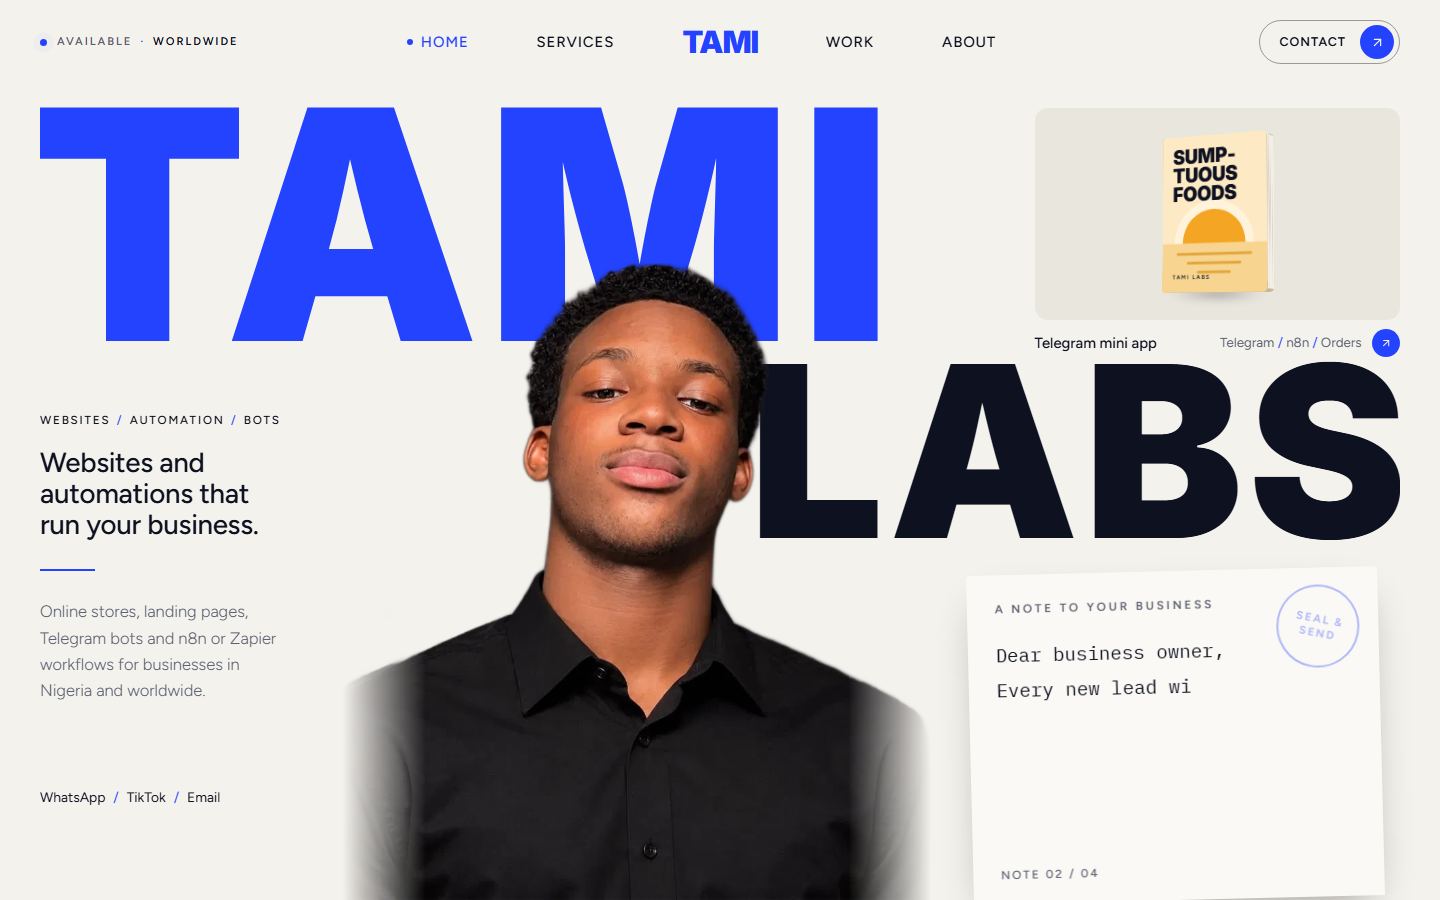 AVAILABLE · WORLDWIDE
HOME
SERVICES
TAMI
WORK
ABOUT
CONTACT
TAMI
SUMP-
TUOUS
FOODS
TAMI LABS
Telegram mini app
Telegram / n8n / Orders
LABS
WEBSITES / AUTOMATION / BOTS
Websites and
automations that
run your business.
Online stores, landing pages,
Telegram bots and n8n or Zapier
workflows for businesses in
Nigeria and worldwide.
WhatsApp / TikTok / Email
A NOTE TO YOUR BUSINESS
SEAL &
SEND
Dear business owner,
Every new lead wi
NOTE 02 / 04